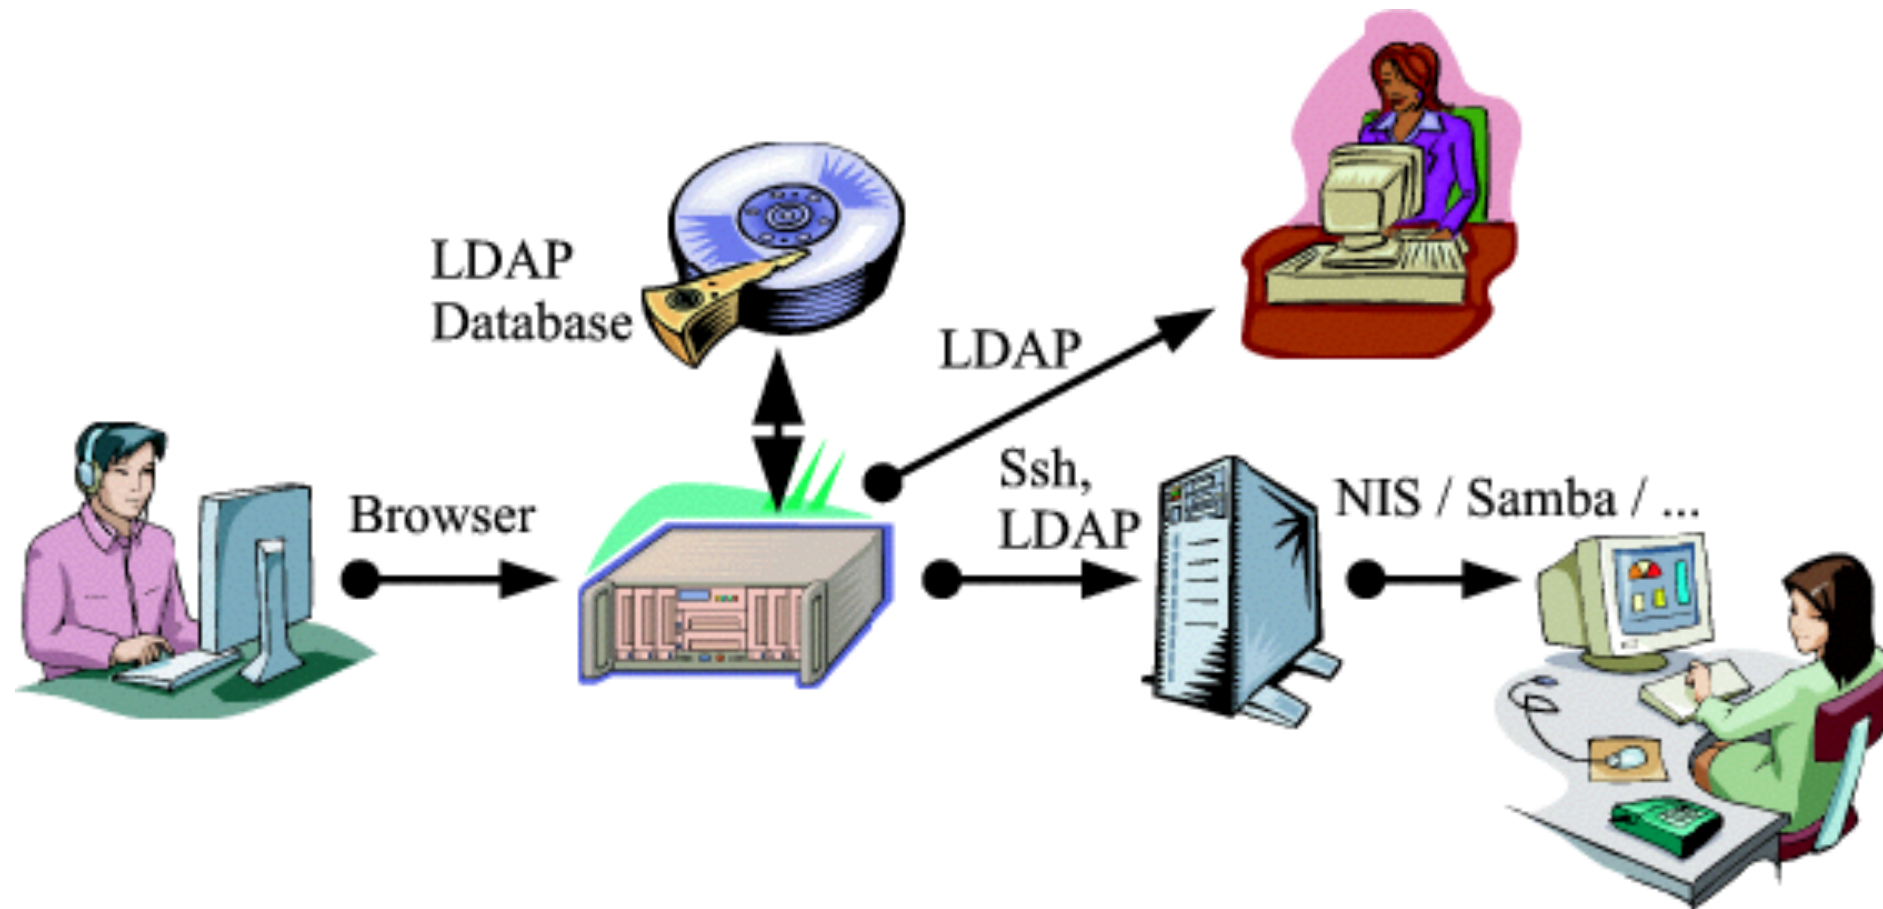 LDAP
Database
LDAP
Browser
Ssh,
LDAP
NIS / Samba / ...